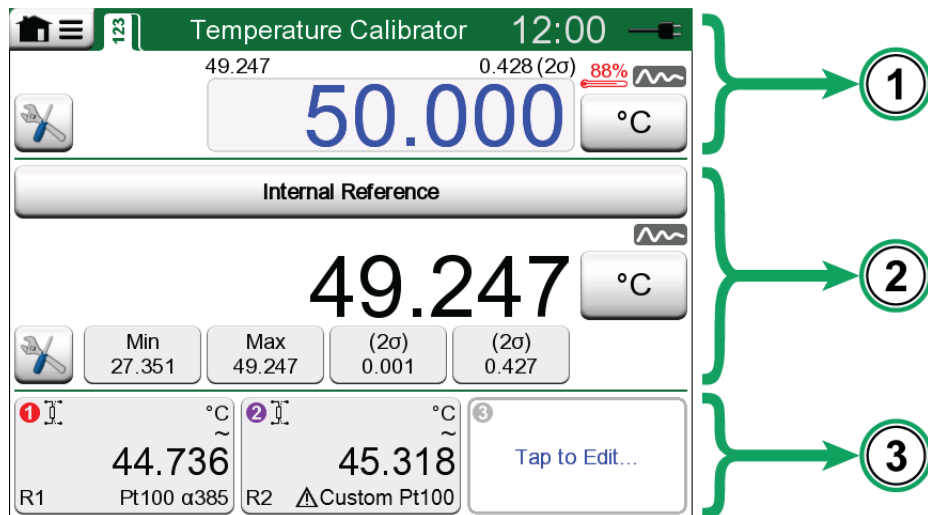 123 Temperature Calibrator 12:00
49.247 0.428 (2σ) 88%
50.000 °C
1
Internal Reference
49.247 °C
2
Min Max (2σ) (2σ)
27.351 49.247 0.001 0.427
1 °C 2 °C 3
~ ~
44.736 45.318 Tap to Edit...
R1 Pt100 α385 R2 Custom Pt100
3